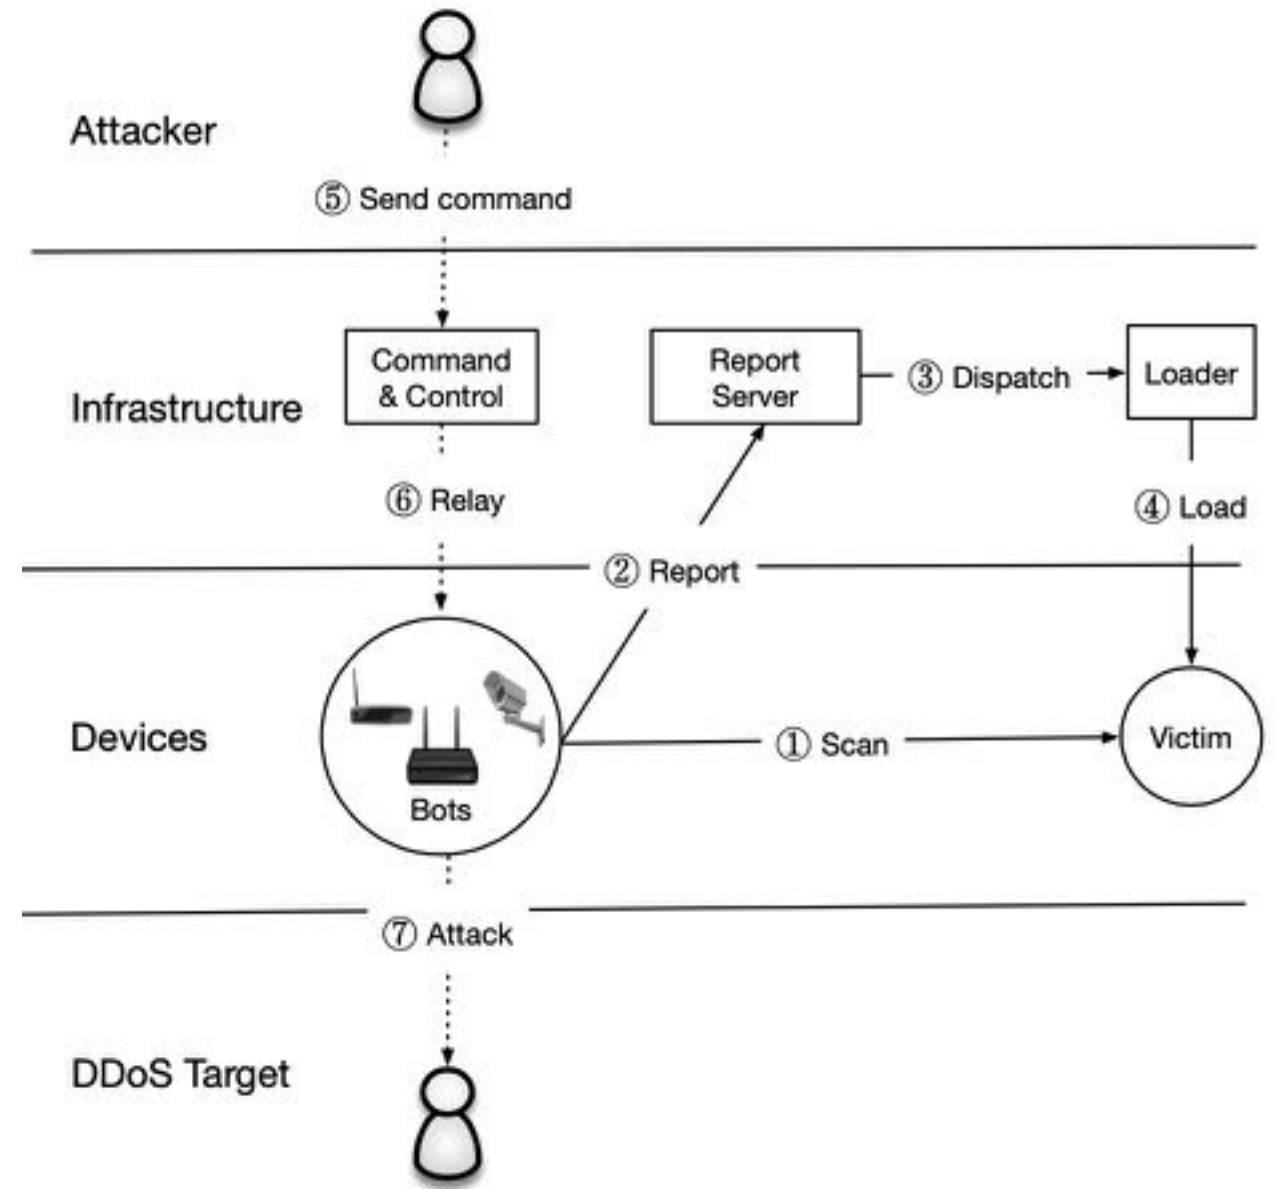 Attacker
⑤ Send command
Infrastructure
Command
& Control
Report
Server
③ Dispatch
Loader
⑥ Relay
④ Load
② Report
Devices
Bots
① Scan
Victim
⑦ Attack
DDoS Target